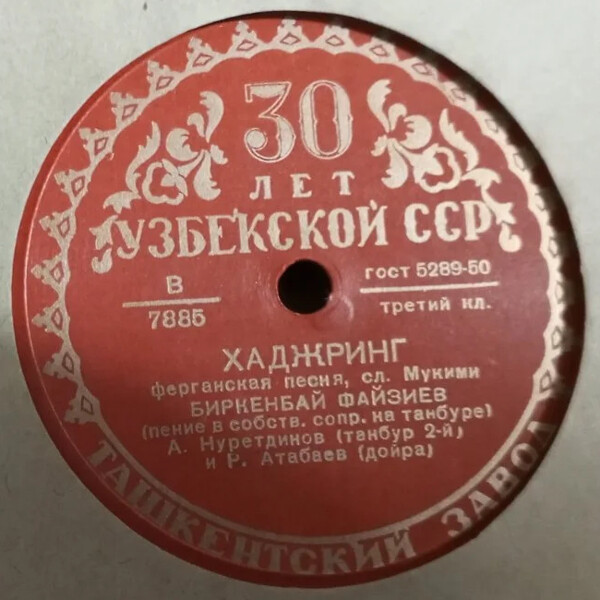 30
ЛЕТ
УЗБЕКСКОЙ ССР
В
7885
ГОСТ 5289-50
третий кл.
ХАДЖРИНГ
ферганская песня, сл. Мукими
БИРКЕНБАЙ ФАЙЗИЕВ
(пение в собств. сопр. на танбуре)
А. Нуретдинов (танбур 2-й)
и Р. Атабаев (дойра)
ТАШКЕНТСКИЙ ЗАВОД